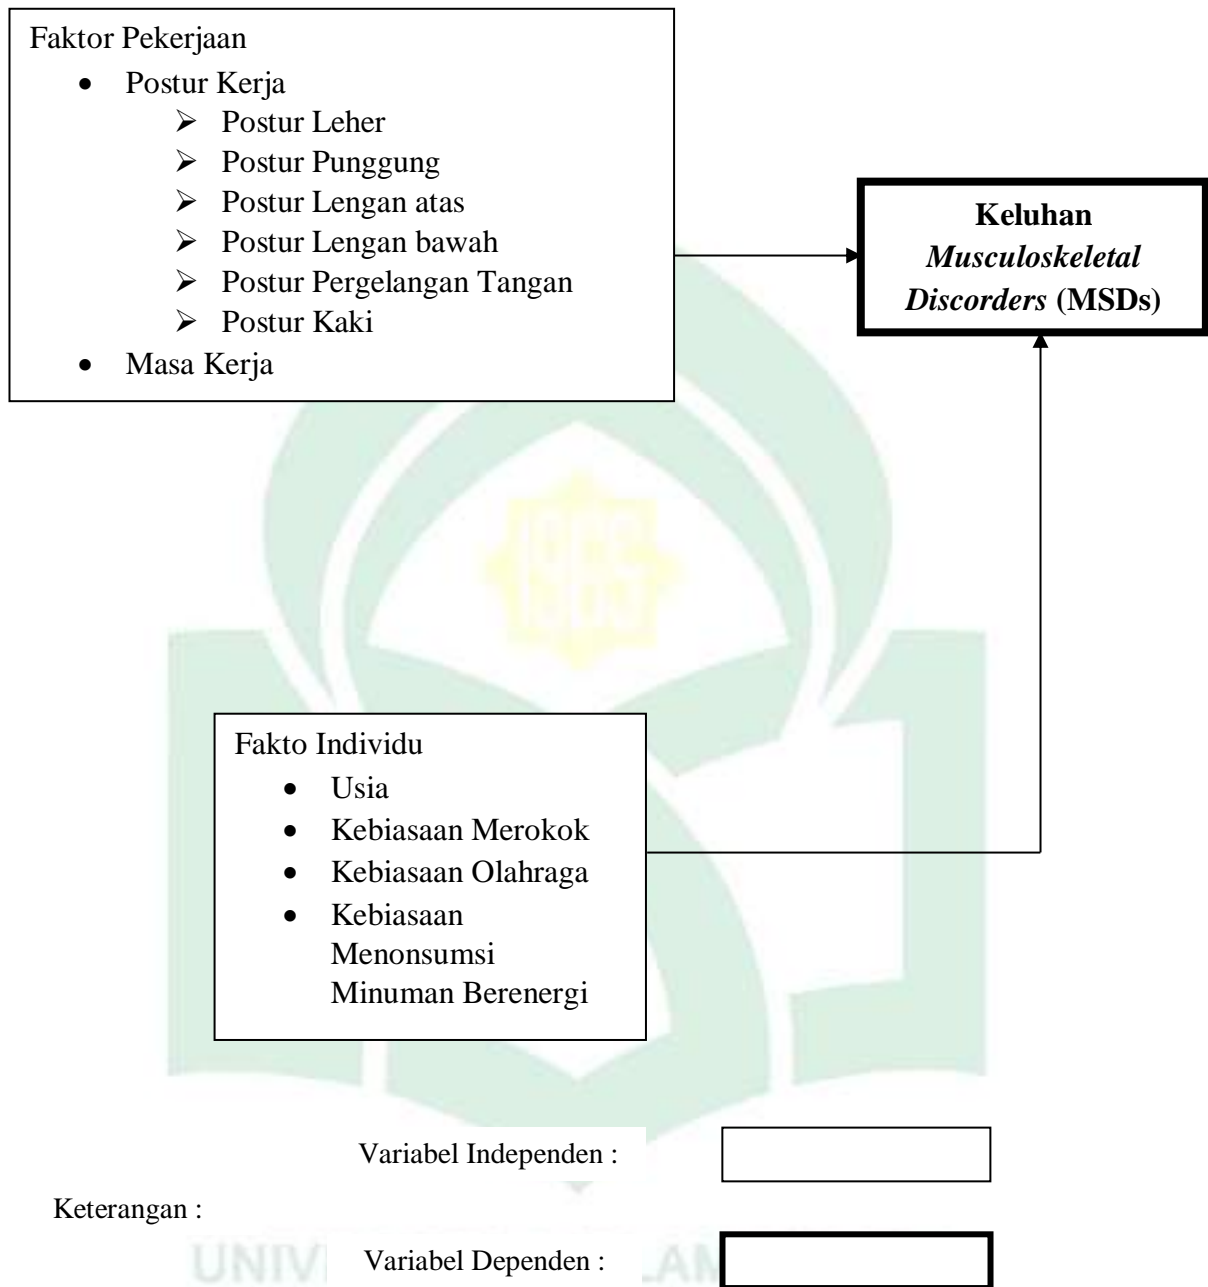 Faktor Pekerjaan
• Postur Kerja
➢ Postur Leher
➢ Postur Punggung
➢ Postur Lengan atas
➢ Postur Lengan bawah
➢ Postur Pergelangan Tangan
➢ Postur Kaki
• Masa Kerja
Keluhan
Musculoskeletal
Discorders (MSDs)
1965
Fakto Individu
• Usia
• Kebiasaan Merokok
• Kebiasaan Olahraga
• Kebiasaan
Menonsumsi
Minuman Berenergi
Variabel Independen :
Keterangan :
Variabel Dependen :